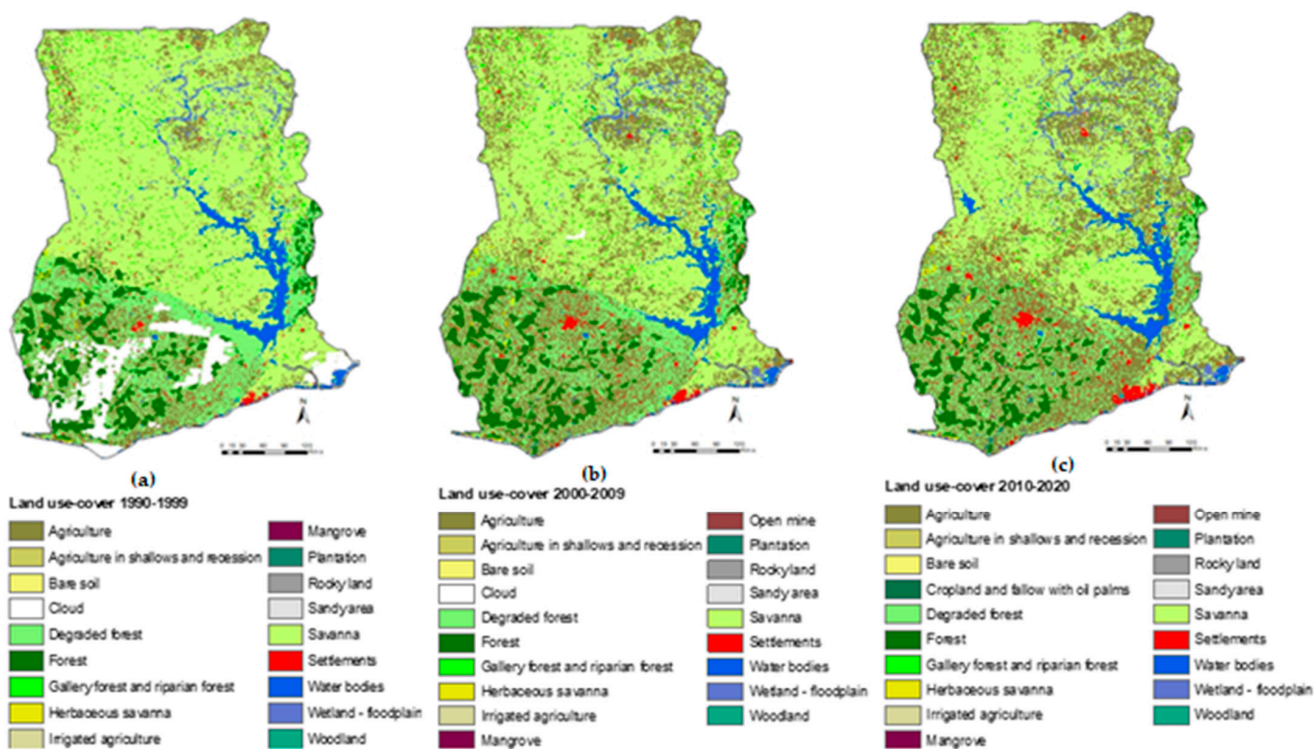 N
N
N
(a)
(b)
(c)
Land use-cover 1990-1999
Agriculture
Agriculture in shallows and recession
Bare soil
Cloud
Degraded forest
Forest
Gallery forest and riparian forest
Herbaceous savanna
Irrigated agriculture
Mangrove
Plantation
Rocky land
Sandy area
Savanna
Settlements
Water bodies
Wetland - floodplain
Woodland
Land use-cover 2000-2009
Agriculture
Agriculture in shallows and recession
Bare soil
Cloud
Degraded forest
Forest
Gallery forest and riparian forest
Herbaceous savanna
Irrigated agriculture
Mangrove
Open mine
Plantation
Rocky land
Sandy area
Savanna
Settlements
Water bodies
Wetland - floodplain
Woodland
Land use-cover 2010-2020
Agriculture
Agriculture in shallows and recession
Bare soil
Cropland and fallow with oil palms
Degraded forest
Forest
Gallery forest and riparian forest
Herbaceous savanna
Irrigated agriculture
Mangrove
Open mine
Plantation
Rocky land
Sandy area
Savanna
Settlements
Water bodies
Wetland - floodplain
Woodland